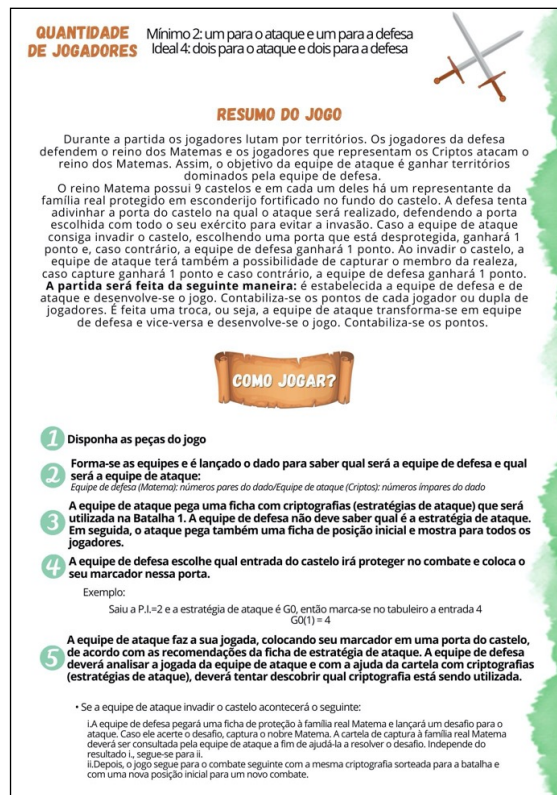 QUANTIDADE
DE JOGADORES
Mínimo 2: um para o ataque e um para a defesa
Ideal 4: dois para o ataque e dois para a defesa
RESUMO DO JOGO
Durante a partida os jogadores lutam por territórios. Os jogadores da defesa
defendem o reino dos Matemas e os jogadores que representam os Criptos atacam o
reino dos Matemas. Assim, o objetivo da equipe de ataque é ganhar territórios
dominados pela equipe de defesa.
O reino Matema possui 9 castelos e em cada um deles há um representante da
família real protegido em esconderijo fortificado no fundo do castelo. A defesa tenta
adivinhar a porta do castelo na qual o ataque será realizado, defendendo a porta
escolhida com todo o seu exército para evitar a invasão. Caso a equipe de ataque
consiga invadir o castelo, escolhendo uma porta que está desprotegida, ganhará 1
ponto e, caso contrário, a equipe de defesa ganhará 1 ponto. Ao invadir o castelo, a
equipe de ataque terá também a possibilidade de capturar o membro da realeza,
caso capture ganhará 1 ponto e caso contrário, a equipe de defesa ganhará 1 ponto.
A partida será feita da seguinte maneira: é estabelecida a equipe de defesa e de
ataque e desenvolve-se o jogo. Contabiliza-se os pontos de cada jogador ou dupla de
jogadores. É feita uma troca, ou seja, a equipe de ataque transforma-se em equipe
de defesa e vice-versa e desenvolve-se o jogo. Contabiliza-se os pontos.
COMO JOGAR?
1 Disponha as peças do jogo
2 Forma-se as equipes e é lançado o dado para saber qual será a equipe de defesa e qual
será a equipe de ataque:
Equipe de defesa (Matema): números pares do dado/Equipe de ataque (Criptos): números ímpares do dado
3 A equipe de ataque pega uma ficha com criptografias (estratégias de ataque) que será
utilizada na Batalha 1. A equipe de defesa não deve saber qual é a estratégia de ataque.
Em seguida, o ataque pega também uma ficha de posição inicial e mostra para todos os
jogadores.
4 A equipe de defesa escolhe qual entrada do castelo irá proteger no combate e coloca o
seu marcador nessa porta.
Exemplo:
Saiu a P.I.=2 e a estratégia de ataque é G0, então marca-se no tabuleiro a entrada 4
G0(1) = 4
5 A equipe de ataque faz a sua jogada, colocando seu marcador em uma porta do castelo,
de acordo com as recomendações da ficha de estratégia de ataque. A equipe de defesa
deverá analisar a jogada da equipe de ataque e com a ajuda da cartela com criptografias
(estratégias de ataque), deverá tentar descobrir qual criptografia está sendo utilizada.
• Se a equipe de ataque invadir o castelo acontecerá o seguinte:
i.A equipe de defesa pegará uma ficha de proteção à família real Matema e lançará um desafio para o
ataque. Caso ele acerte o desafio, captura o nobre Matema. A cartela de captura à família real Matema
deverá ser consultada pela equipe de ataque a fim de ajudá-la a resolver o desafio. Independe do
resultado i., segue-se para ii.
ii.Depois, o jogo segue para o combate seguinte com a mesma criptografia sorteada para a batalha e
com uma nova posição inicial para um novo combate.